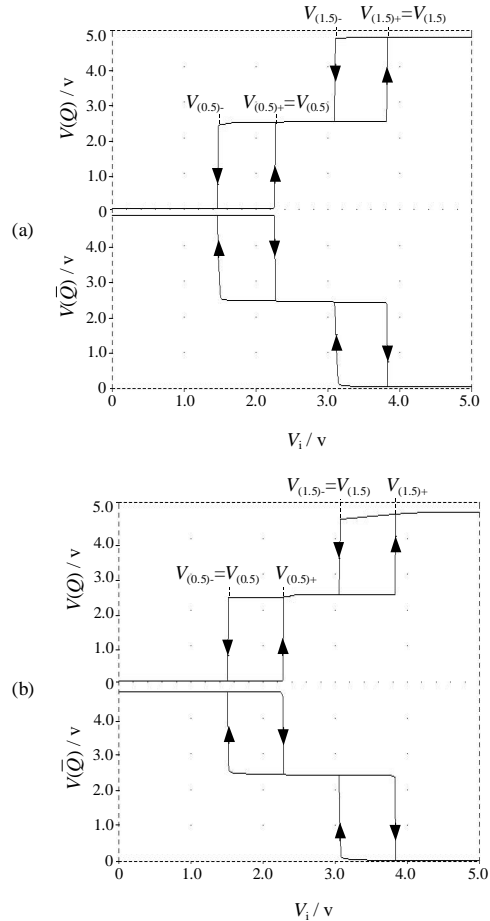 V(1.5)- V(1.5)+=V(1.5)
5.0
4.0
V(0.5)- V(0.5)+=V(0.5)
3.0
2.0
1.0
0
V(Q) / v
(a)
4.0
3.0
2.0
1.0
0
V(Q̅) / v
0 1.0 2.0 3.0 4.0 5.0
Vi / v
V(1.5)-=V(1.5) V(1.5)+
5.0
4.0
V(0.5)-=V(0.5) V(0.5)+
3.0
2.0
1.0
0
V(Q) / v
(b)
4.0
3.0
2.0
1.0
0.0
V(Q̅) / v
0 1.0 2.0 3.0 4.0 5.0
Vi / v